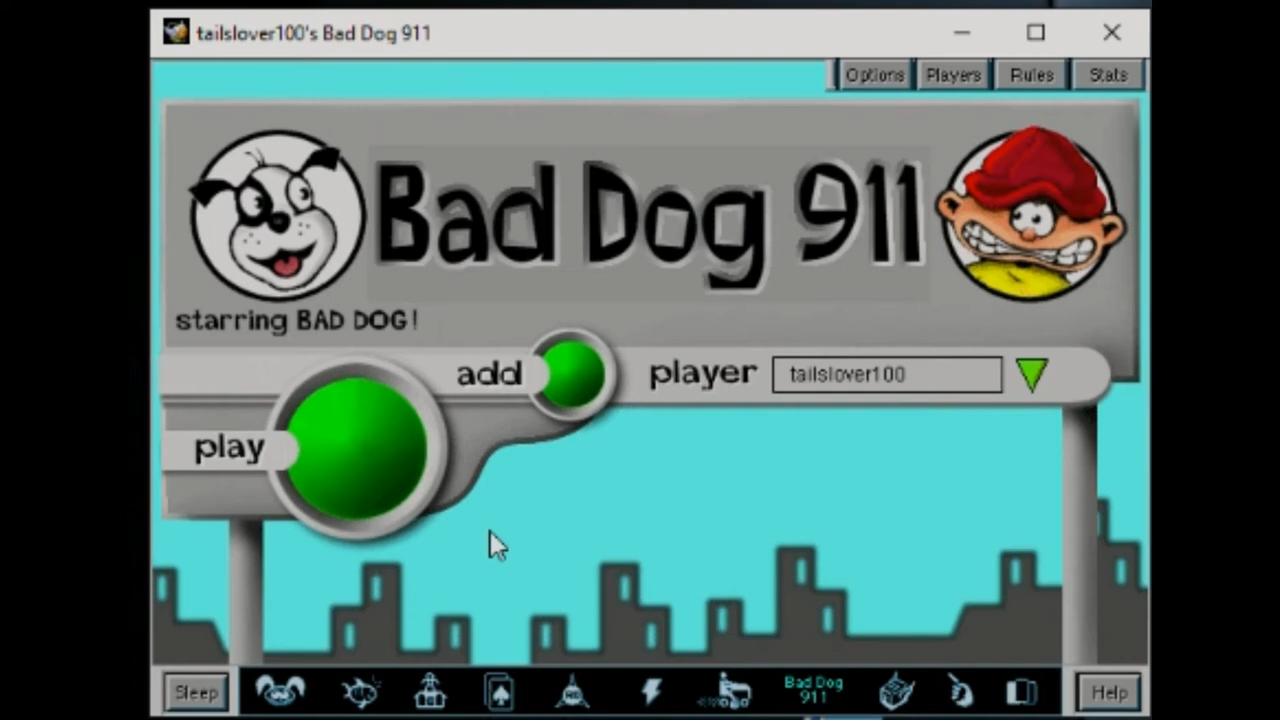 tailslover100's Bad Dog 911
Options Players Rules Stats
Bad Dog 911
starring BAD DOG!
add player tailslover100
play
Sleep Bad Dog 911 Help